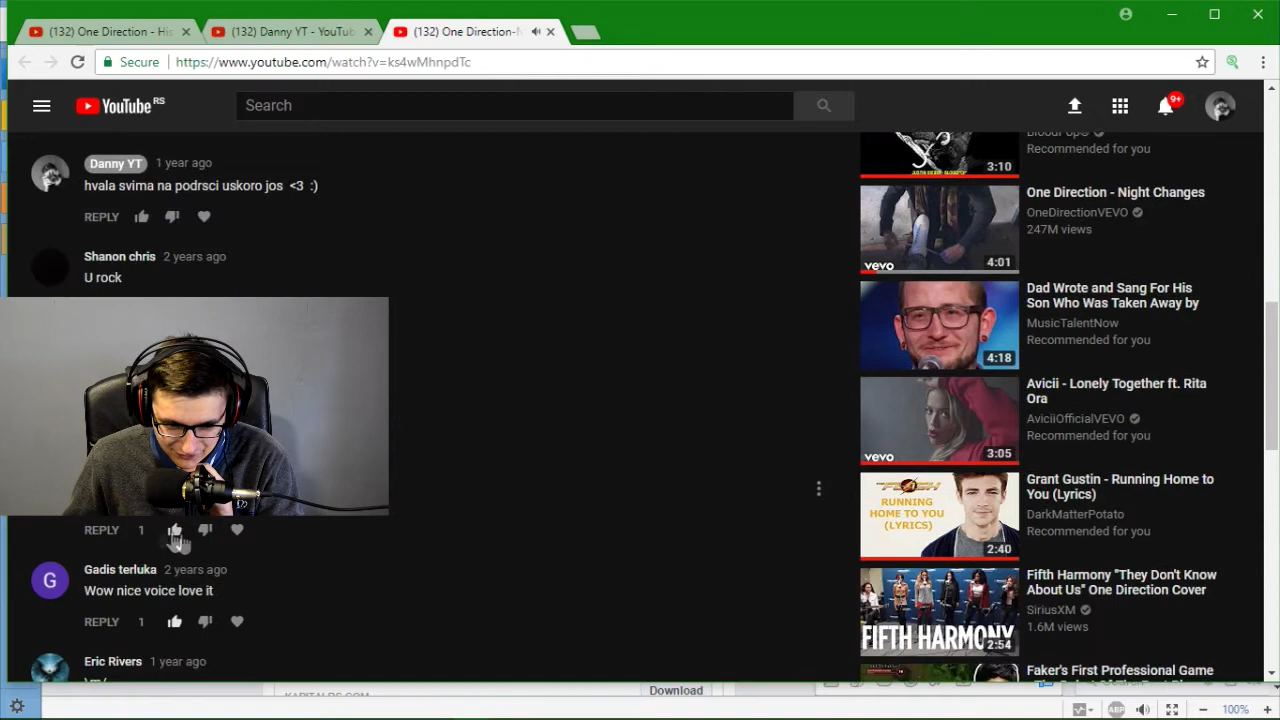 (132) One Direction - His
(132) Danny YT - YouTub
(132) One Direction-N
Secure
https://www.youtube.com/watch?v=ks4wMhnpdTc
YouTube RS
Search
9+
Danny YT 1 year ago
hvala svima na podrsci uskoro jos <3 :)
REPLY
Shanon chris 2 years ago
U rock
REPLY 1
Gadis terluka 2 years ago
G
Wow nice voice love it
REPLY 1
Eric Rivers 1 year ago
\m/
BloodPop®
Recommended for you
3:10
One Direction - Night Changes
OneDirectionVEVO
247M views
vevo
4:01
Dad Wrote and Sang For His
Son Who Was Taken Away by
MusicTalentNow
Recommended for you
4:18
Avicii - Lonely Together ft. Rita
Ora
AviciiOfficialVEVO
Recommended for you
vevo
3:05
Grant Gustin - Running Home to
You (Lyrics)
DarkMatterPotato
Recommended for you
FLASH
RUNNING
HOME TO YOU
(LYRICS)
2:40
Fifth Harmony "They Don't Know
About Us" One Direction Cover
SiriusXM
1.6M views
FIFTH HARMONY
2:54
Faker's First Professional Game
KAPITALRS.COM
Download
ABP
100%